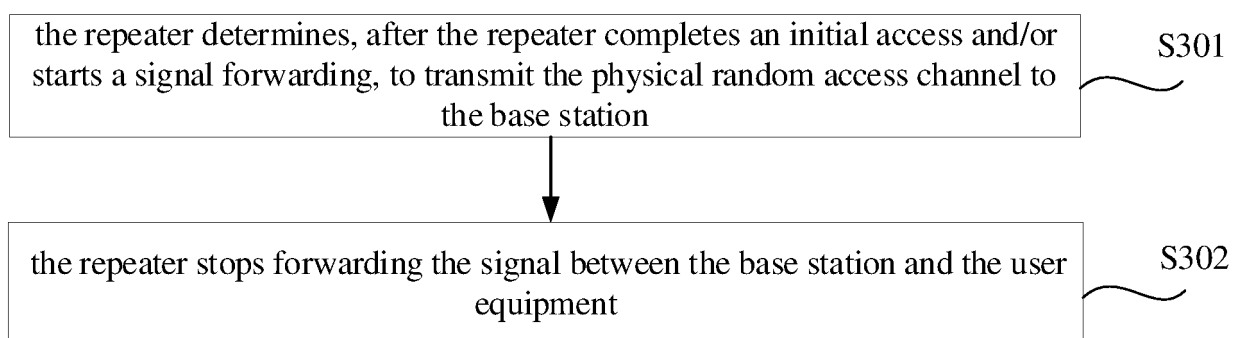 the repeater determines, after the repeater completes an initial access and/or
starts a signal forwarding, to transmit the physical random access channel to
the base station
S301
the repeater stops forwarding the signal between the base station and the user
equipment
S302